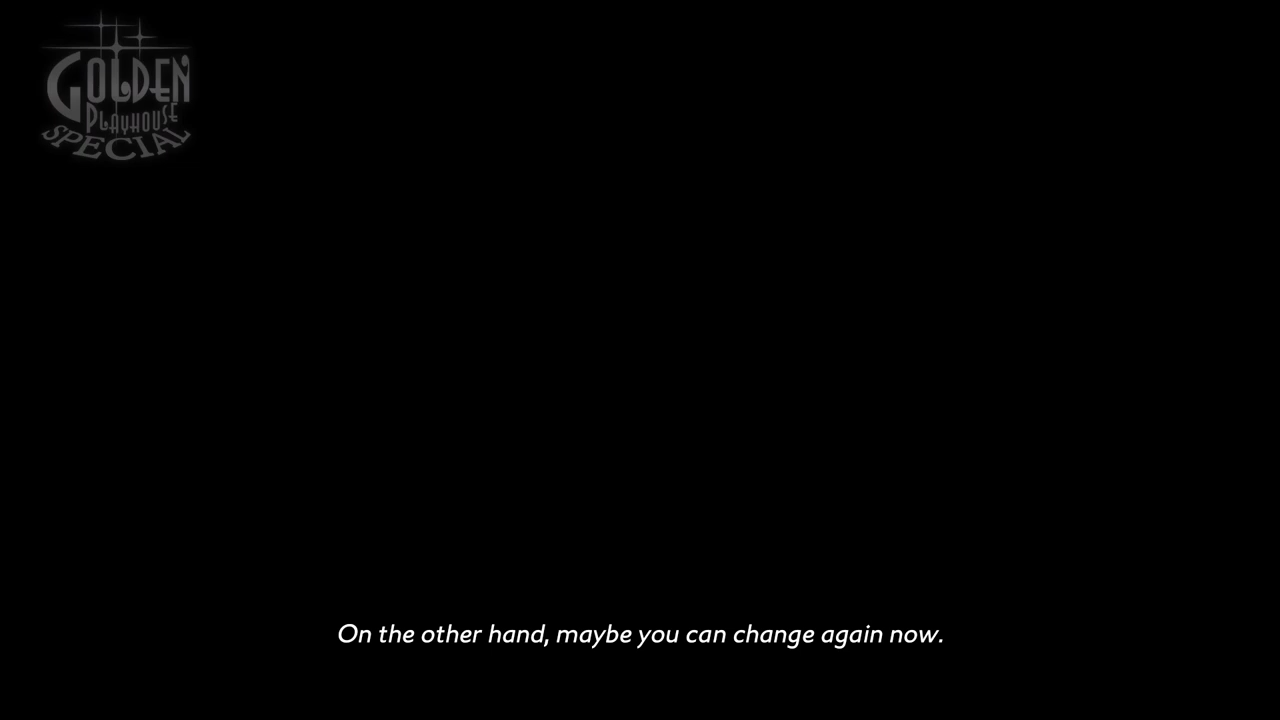 GOLDEN
PLAYHOUSE
SPECIAL
On the other hand, maybe you can change again now.